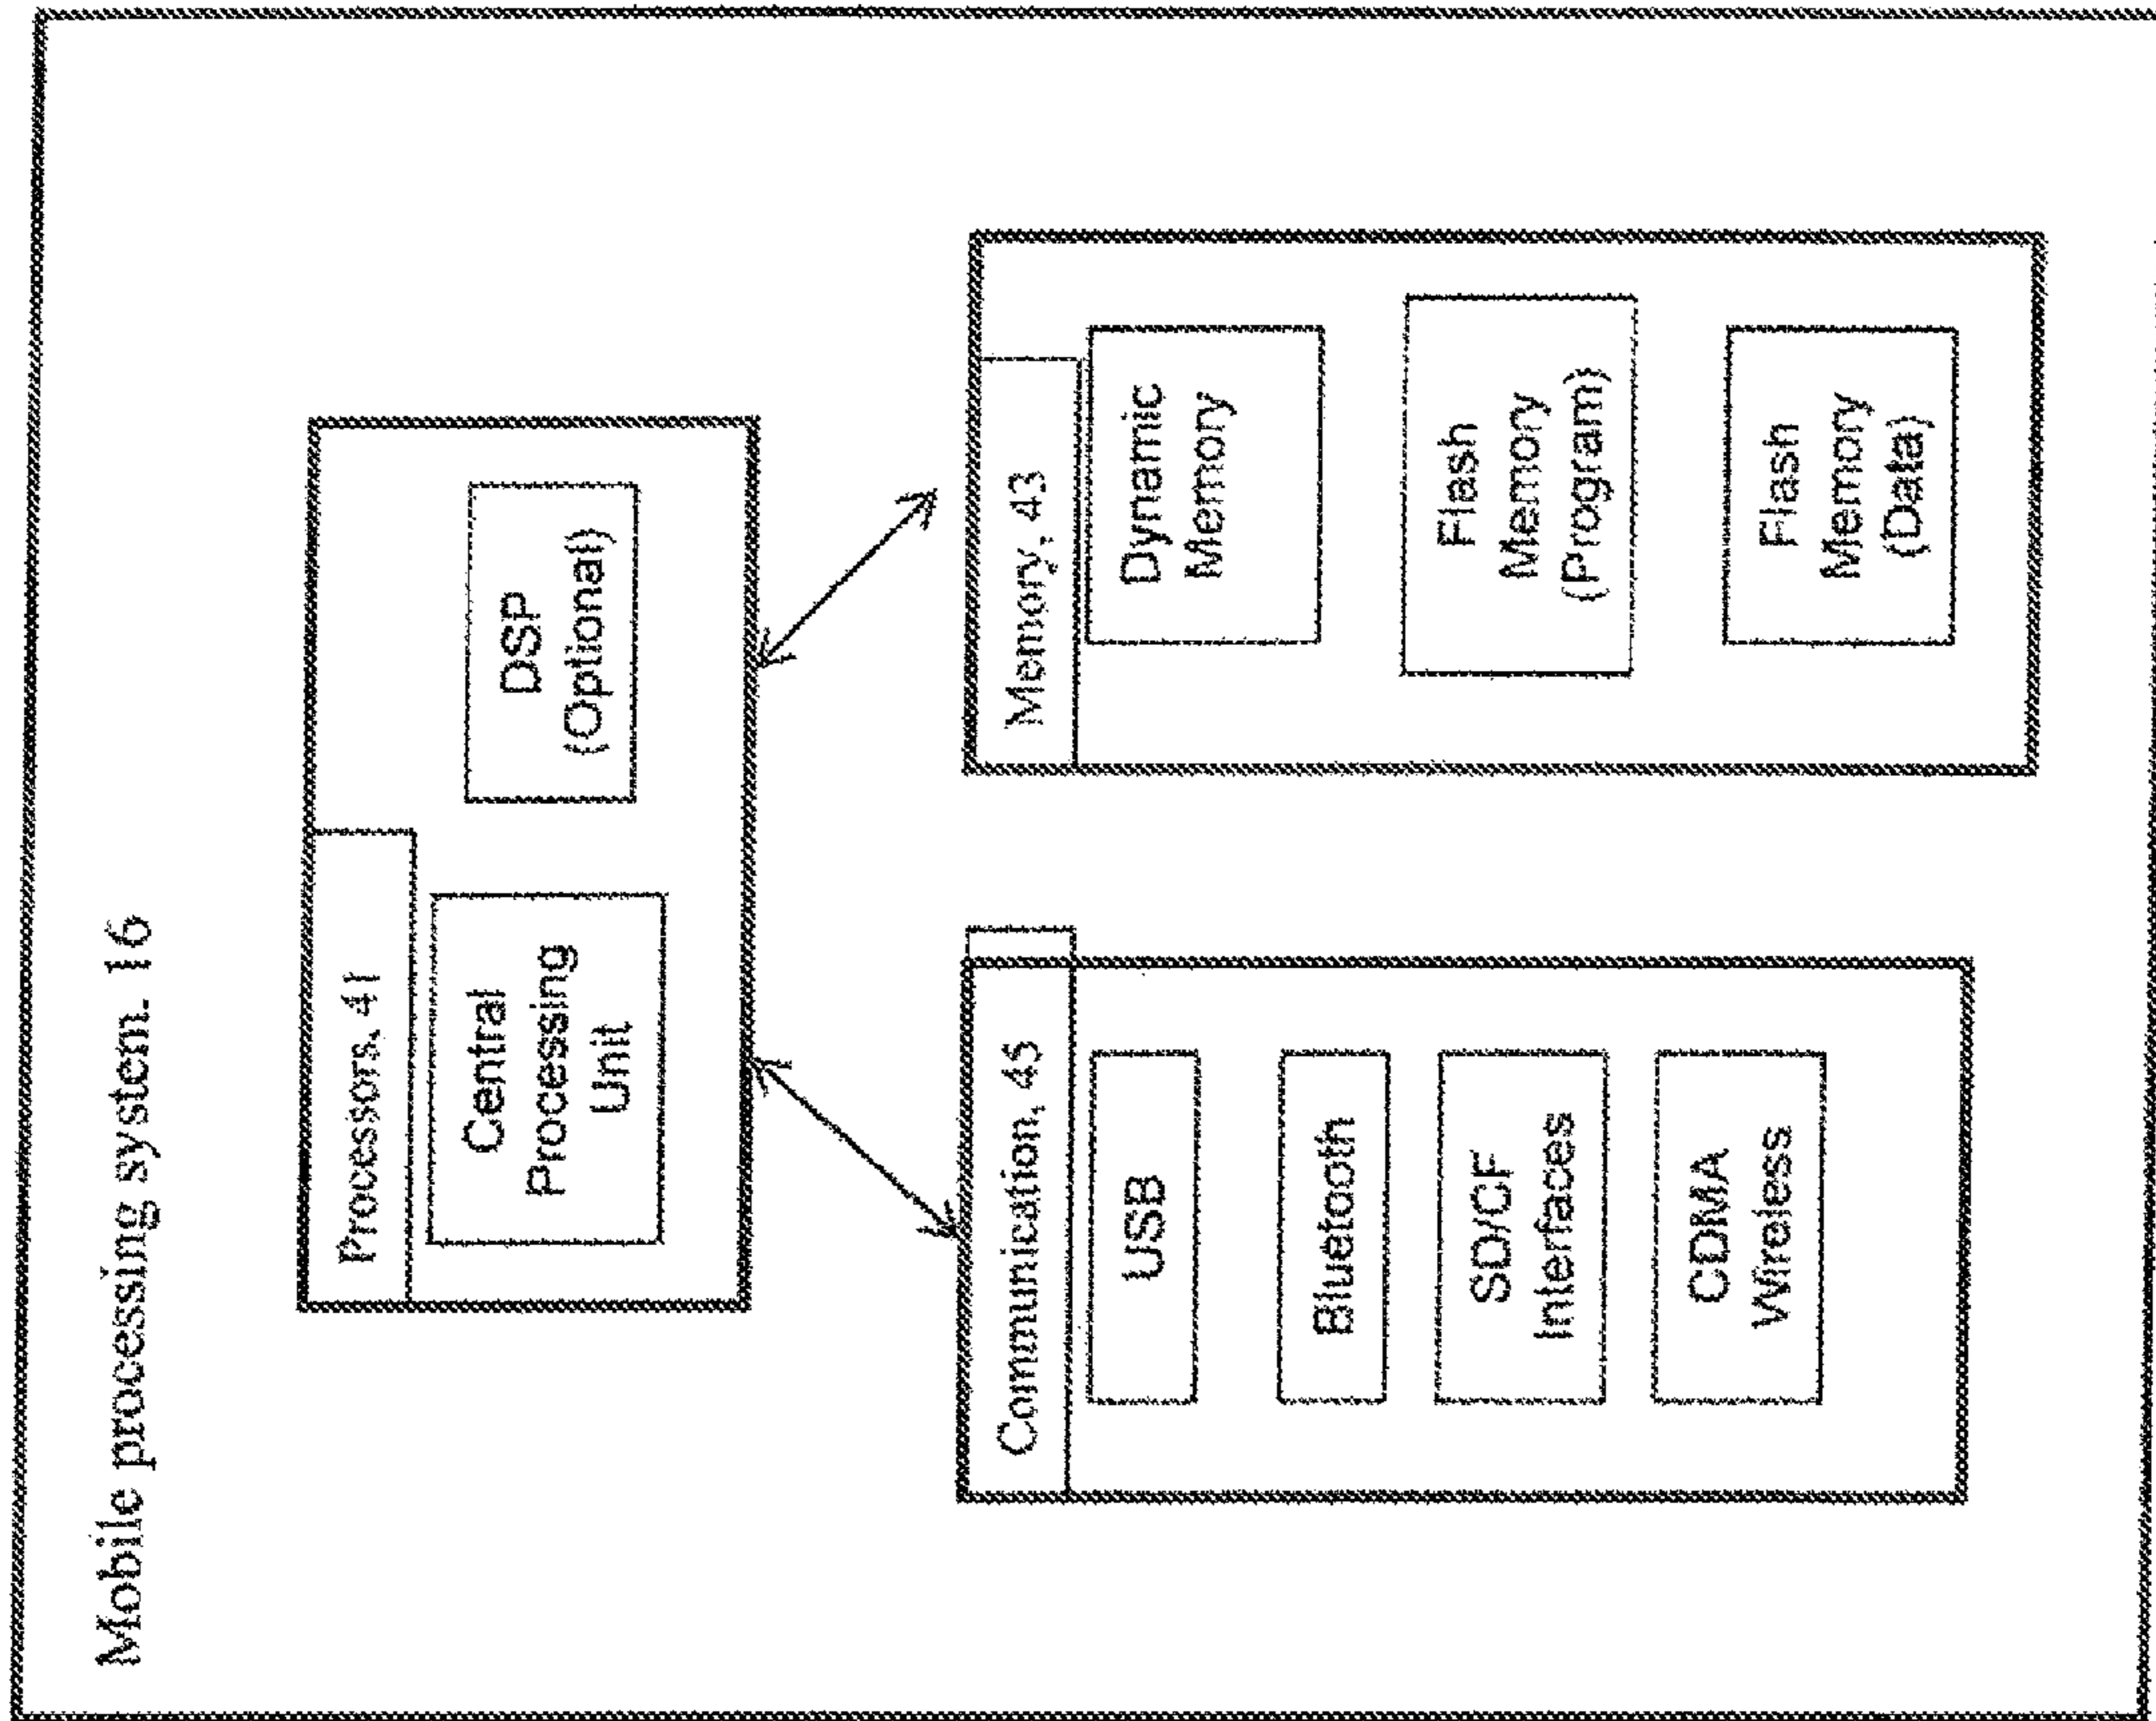 Mobile processing system. 16
Processors, 41
Central
Processing
Unit
DSP
(Optional)
Communication, 45
USB
Bluetooth
SD/CF
Interfaces
CDMA
Wireless
Memory, 43
Dynamic
Memory
Flash
Memory
(Program)
Flash
Memory
(Data)